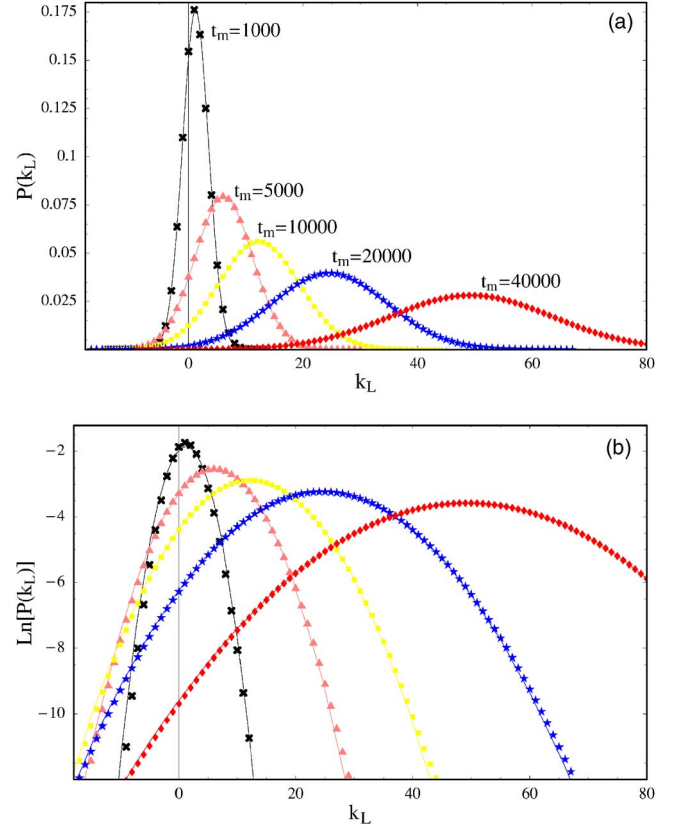 (a)
0.175
0.15
0.125
0.1
0.075
0.05
0.025
P(k_L)
t_m=1000
t_m=5000
t_m=10000
t_m=20000
t_m=40000
0 20 40 60 80
k_L
(b)
−2
−4
−6
−8
−10
Ln[P(k_L)]
0 20 40 60 80
k_L